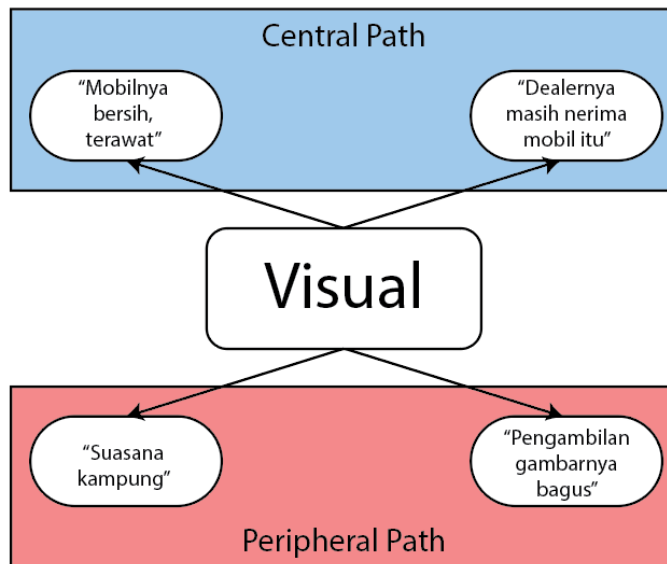 Central Path
“Mobilnya
bersih,
terawat”
“Dealernya
masih nerima
mobil itu”
Visual
“Suasana
kampung”
“Pengambilan
gambarnya
bagus”
Peripheral Path